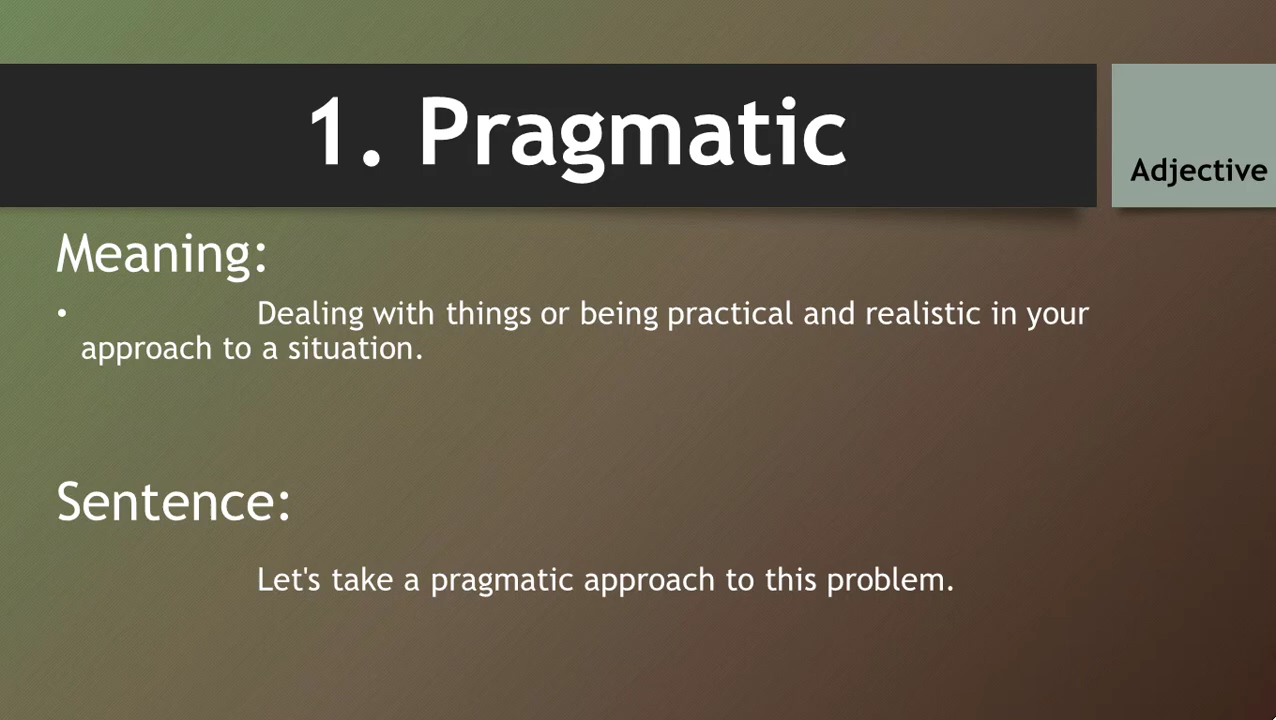 1. Pragmatic
Adjective
Meaning:
• Dealing with things or being practical and realistic in your
approach to a situation.
Sentence:
Let's take a pragmatic approach to this problem.